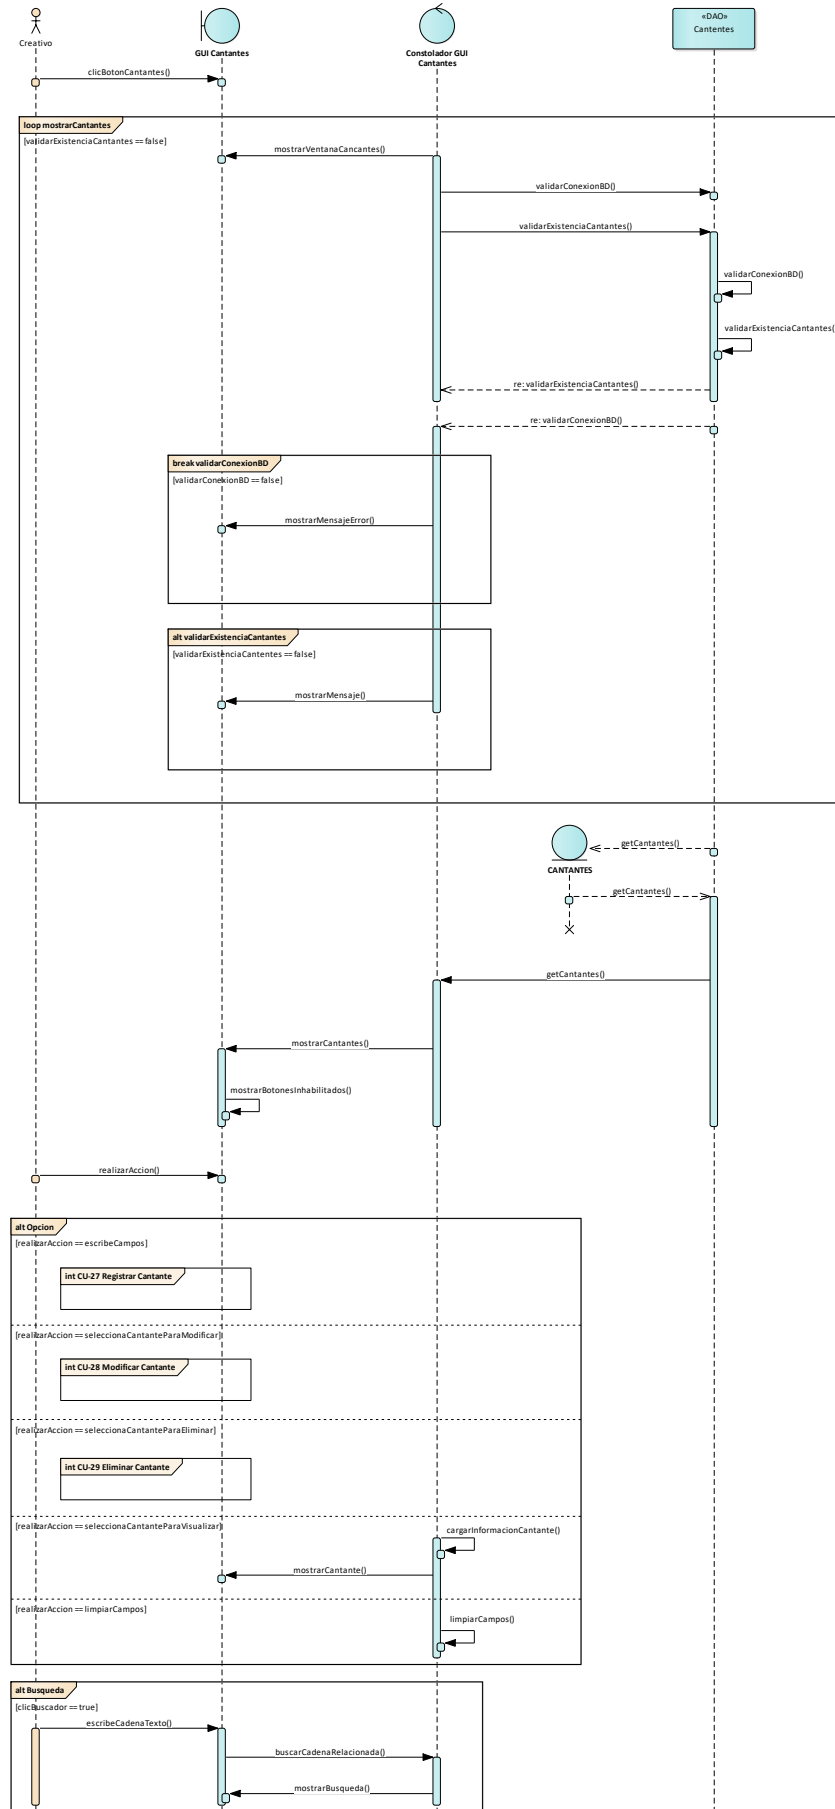 Creativo
GUI Cantantes
Constolador GUI
Cantantes
«DAO»
Cantentes
clicBotonCantantes()
loop mostrarCantantes
[validarExistenciaCantantes == false]
mostrarVentanaCancantes()
validarConexionBD()
validarExistenciaCantantes()
validarConexionBD()
validarExistenciaCantantes(
re: validarExistenciaCantantes()
re: validarConexionBD()
break validarConexionBD
[validarConexionBD == false]
mostrarMensajeError()
alt validarExistenciaCantantes
[validarExistenciaCantentes == false]
mostrarMensaje()
getCantantes()
CANTANTES
getCantantes()
getCantantes()
mostrarCantantes()
mostrarBotonesInhabilitados()
realizarAccion()
alt Opcion
[realizarAccion == escribeCampos]
int CU-27 Registrar Cantante
[realizarAccion == seleccionaCantanteParaModificar]
int CU-28 Modificar Cantante
[realizarAccion == seleccionaCantanteParaEliminar]
int CU-29 Eliminar Cantante
[realizarAccion == seleccionaCantanteParaVisualizar]
cargarInformacionCantante()
mostrarCantante()
[realizarAccion == limpiarCampos]
limpiarCampos()
alt Busqueda
[clicBuscador == true]
escribeCadenaTexto()
buscarCadenaRelacionada()
mostrarBusqueda()